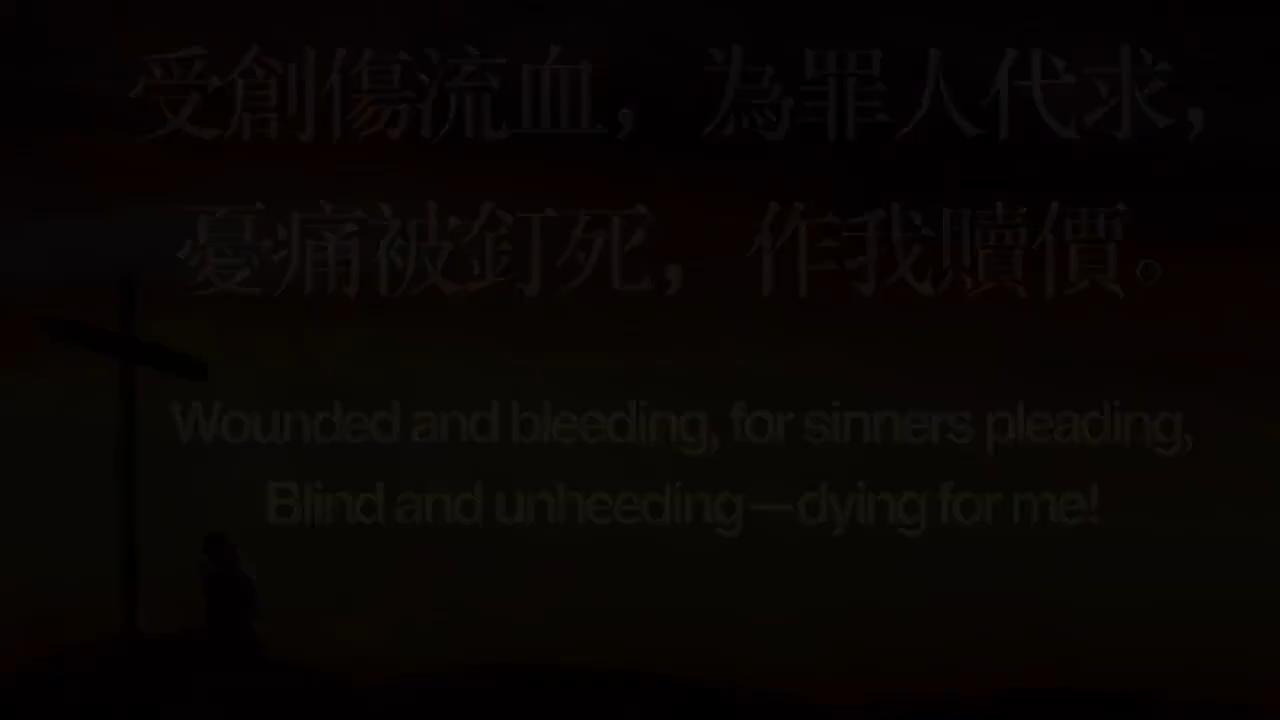 受創傷流血，為罪人代求，
憂痛被釘死，作我贖價。
Wounded and bleeding, for sinners pleading,
Blind and unheeding—dying for me!